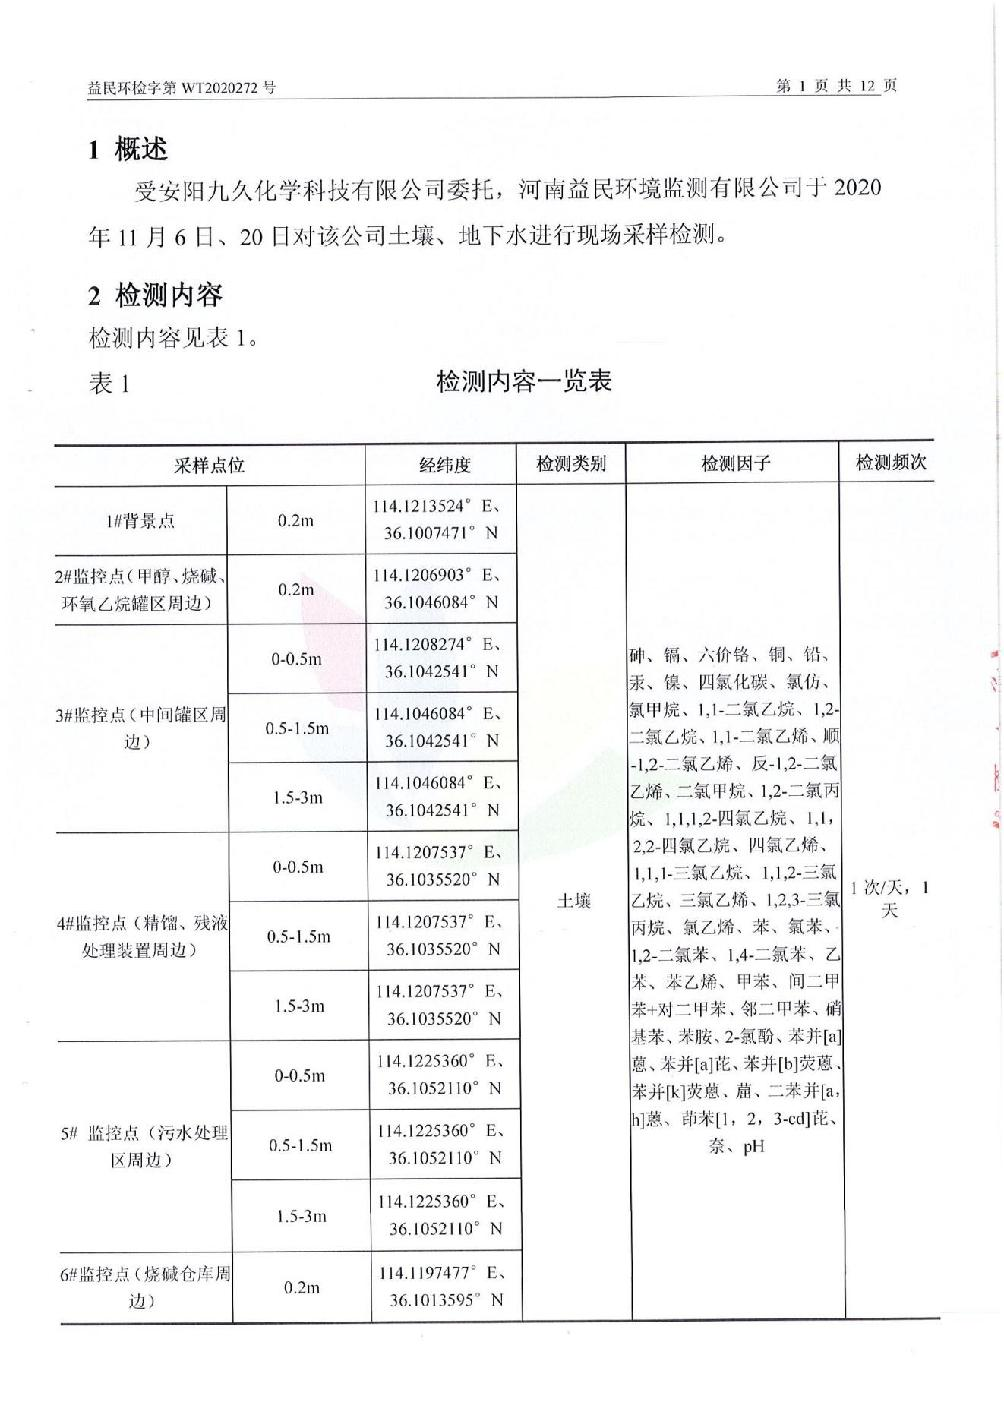 益民环检字第 WT2020272 号
第 1 页 共 12 页
1 概述
受安阳九久化学科技有限公司委托，河南益民环境监测有限公司于 2020
年 11 月 6 日、20 日对该公司土壤、地下水进行现场采样检测。
2 检测内容
检测内容见表 1。
表 1
检测内容一览表
采样点位
经纬度
检测类别
检测因子
检测频次
1#背景点
0.2m
114.1213524° E、
36.1007471° N
2#监控点（甲醇、烧碱、
环氧乙烷罐区周边）
0.2m
114.1206903° E、
36.1046084° N
3#监控点（中间罐区周
边）
0-0.5m
114.1208274° E、
36.1042541° N
0.5-1.5m
114.1046084° E、
36.1042541° N
1.5-3m
114.1046084° E、
36.1042541° N
4#监控点（精馏、残液
处理装置周边）
0-0.5m
114.1207537° E、
36.1035520° N
0.5-1.5m
114.1207537° E、
36.1035520° N
1.5-3m
114.1207537° E、
36.1035520° N
5# 监控点（污水处理
区周边）
0-0.5m
114.1225360° E、
36.1052110° N
0.5-1.5m
114.1225360° E、
36.1052110° N
1.5-3m
114.1225360° E、
36.1052110° N
6#监控点（烧碱仓库周
边）
0.2m
114.1197477° E、
36.1013595° N
土壤
砷、镉、六价铬、铜、铅、
汞、镍、四氯化碳、氯仿、
氯甲烷、1,1-二氯乙烷、1,2-
二氯乙烷、1,1-二氯乙烯、顺
-1,2-二氯乙烯、反-1,2-二氯
乙烯、二氯甲烷、1,2-二氯丙
烷、1,1,1,2-四氯乙烷、1,1,
2,2-四氯乙烷、四氯乙烯、
1,1,1-三氯乙烷、1,1,2-三氯
乙烷、三氯乙烯、1,2,3-三氯
丙烷、氯乙烯、苯、氯苯、
1,2-二氯苯、1,4-二氯苯、乙
苯、苯乙烯、甲苯、间二甲
苯+对二甲苯、邻二甲苯、硝
基苯、苯胺、2-氯酚、苯并[a]
蒽、苯并[a]芘、苯并[b]荧蒽、
苯并[k]荧蒽、䓛、二苯并[a,
h]蒽、茚苯[1，2，3-cd]芘、
萘、pH
1 次/天，1
天